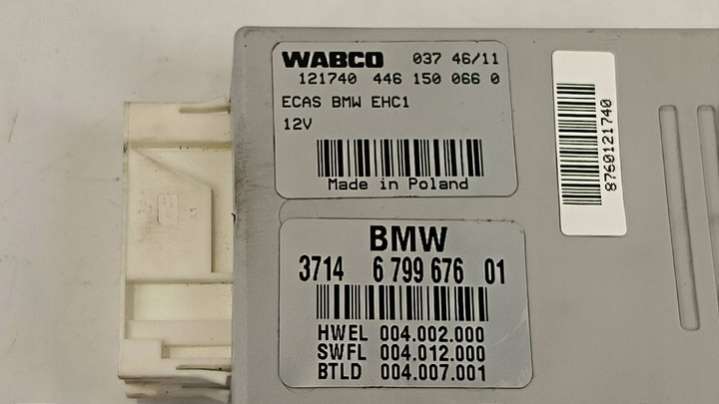 WABCO 037 46/11
121740 446 150 066 0
ECAS BMW EHC1
12V
Made in Poland
BMW
3714 6 799 676 01
HWEL 004.002.000
SWFL 004.012.000
BTLD 004.007.001
8760121740